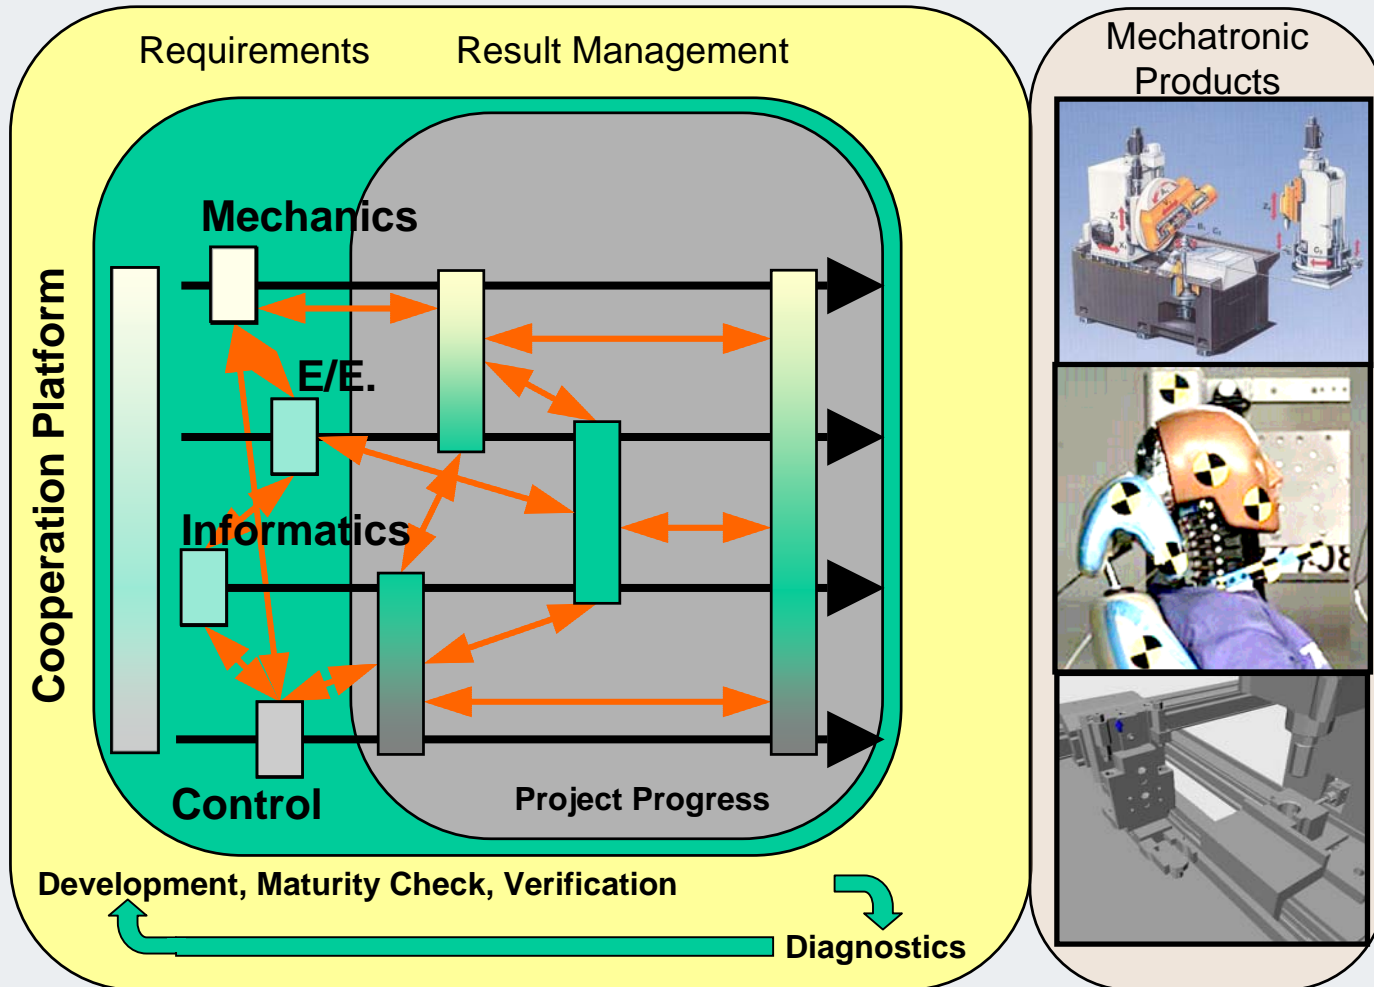 Requirements
Result Management
Mechatronic
Products
Mechanics
E/E.
Cooperation Platform
Informatics
Control
Project Progress
Development, Maturity Check, Verification
Diagnostics